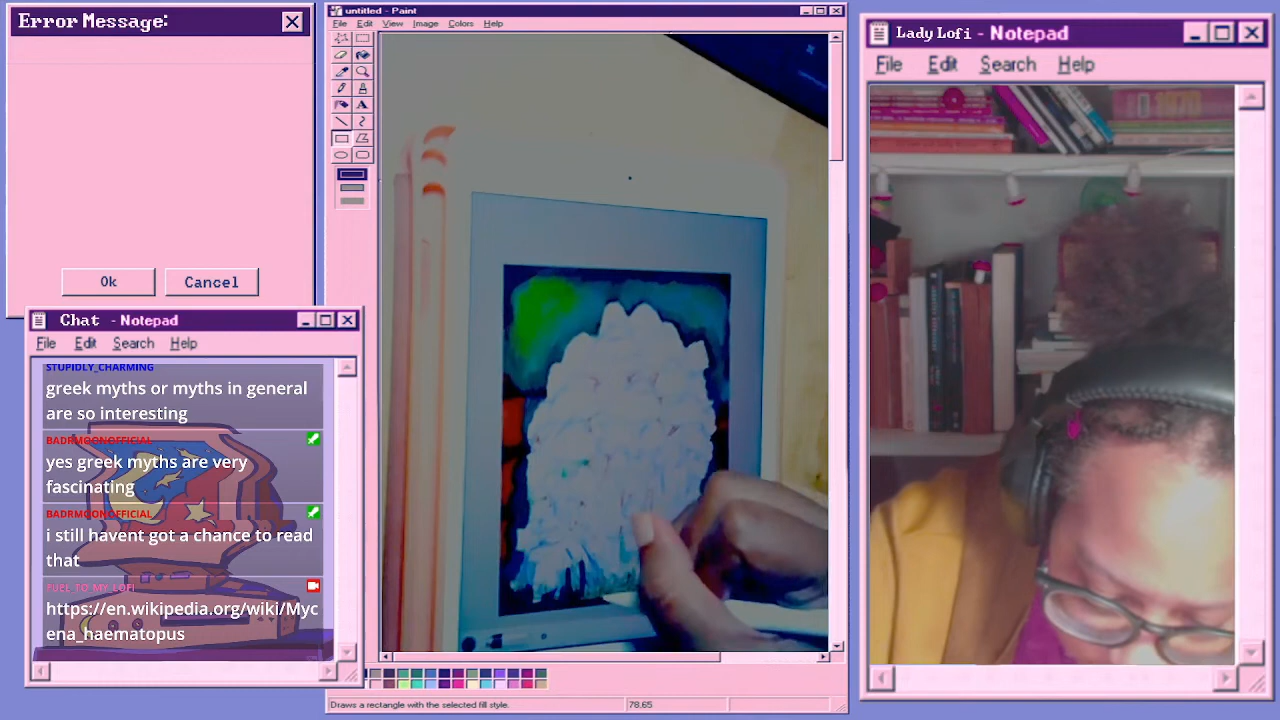 Error Message:
Ok
Cancel
Chat - Notepad
File Edit Search Help
STUPIDLY_CHARMING
greek myths or myths in general
are so interesting
BADRMOONOFFICIAL
yes greek myths are very
fascinating
BADRMOONOFFICIAL
i still havent got a chance to read
that
FUEL_TO_MY_LOFI
https://en.wikipedia.org/wiki/Myc
ena_haematopus
untitled - Paint
File Edit View Image Colors Help
A
Draws a rectangle with the selected fill style.
78,65
Lady Lofi - Notepad
File Edit Search Help